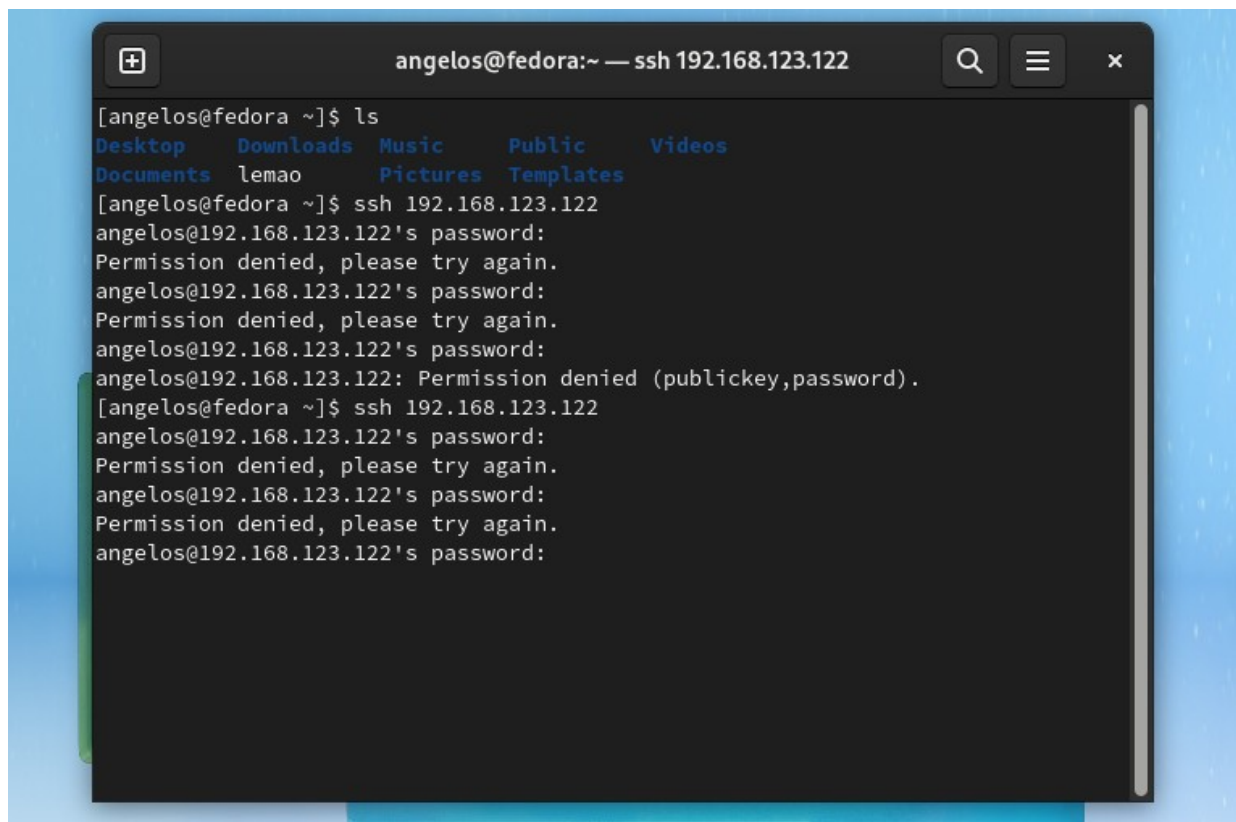 angelos@fedora:~ — ssh 192.168.123.122
[angelos@fedora ~]$ ls
Desktop Downloads Music Public Videos
Documents lemao Pictures Templates
[angelos@fedora ~]$ ssh 192.168.123.122
angelos@192.168.123.122's password:
Permission denied, please try again.
angelos@192.168.123.122's password:
Permission denied, please try again.
angelos@192.168.123.122's password:
angelos@192.168.123.122: Permission denied (publickey,password).
[angelos@fedora ~]$ ssh 192.168.123.122
angelos@192.168.123.122's password:
Permission denied, please try again.
angelos@192.168.123.122's password:
Permission denied, please try again.
angelos@192.168.123.122's password: